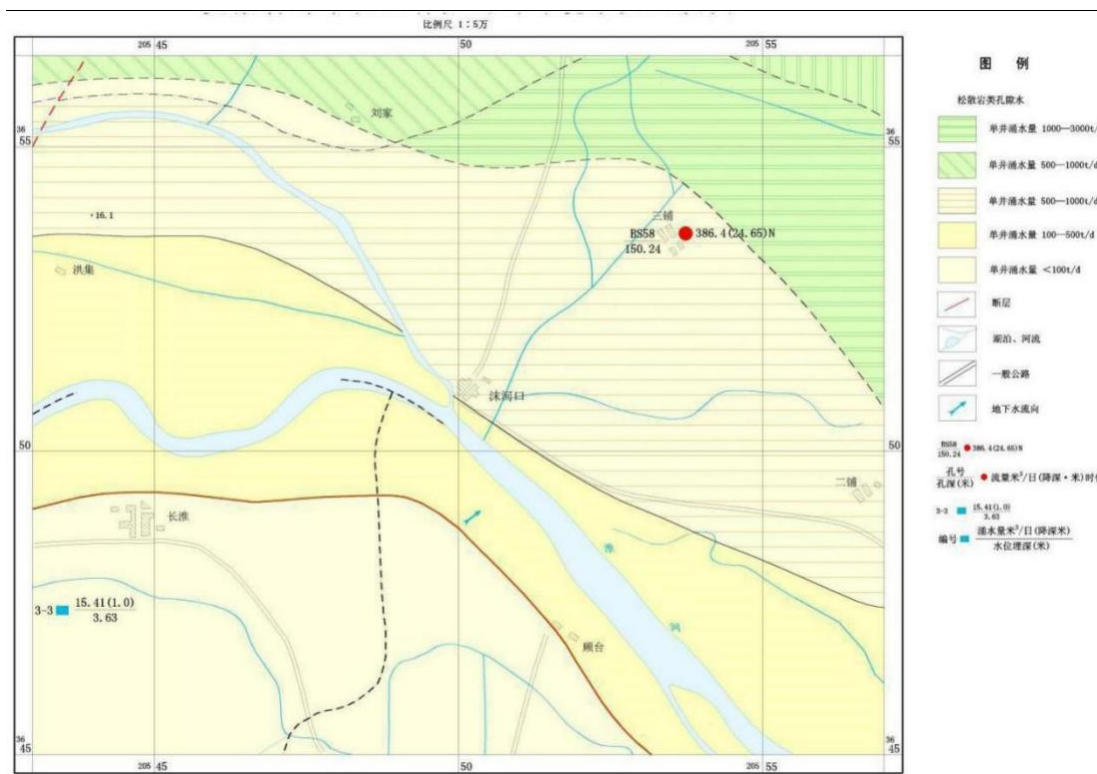 比例尺 1:5万
205 45
50
205 55
36
55
刘家
36
55
·16.1
三铺
BS58
150.24
386.4(24.65)N
洪集
沫河口
50
50
二铺
长淮
淮
河
3-3
15.41(1.0)
3.63
顾台
36
45
36
45
205 45
50
205 55
图 例
松散岩类孔隙水
单井涌水量 1000—3000t/
单井涌水量 500—1000t/d
单井涌水量 500—1000t/d
单井涌水量 100—500t/d
单井涌水量 <100t/d
断层
湖泊、河流
一般公路
地下水流向
BS58
150.24
386.4(24.65)N
孔号
孔深(米)
流量米³/日(降深·米)时
3-3
15.41(1.0)
3.63
编号
涌水量米³/日(降深米)
水位埋深(米)